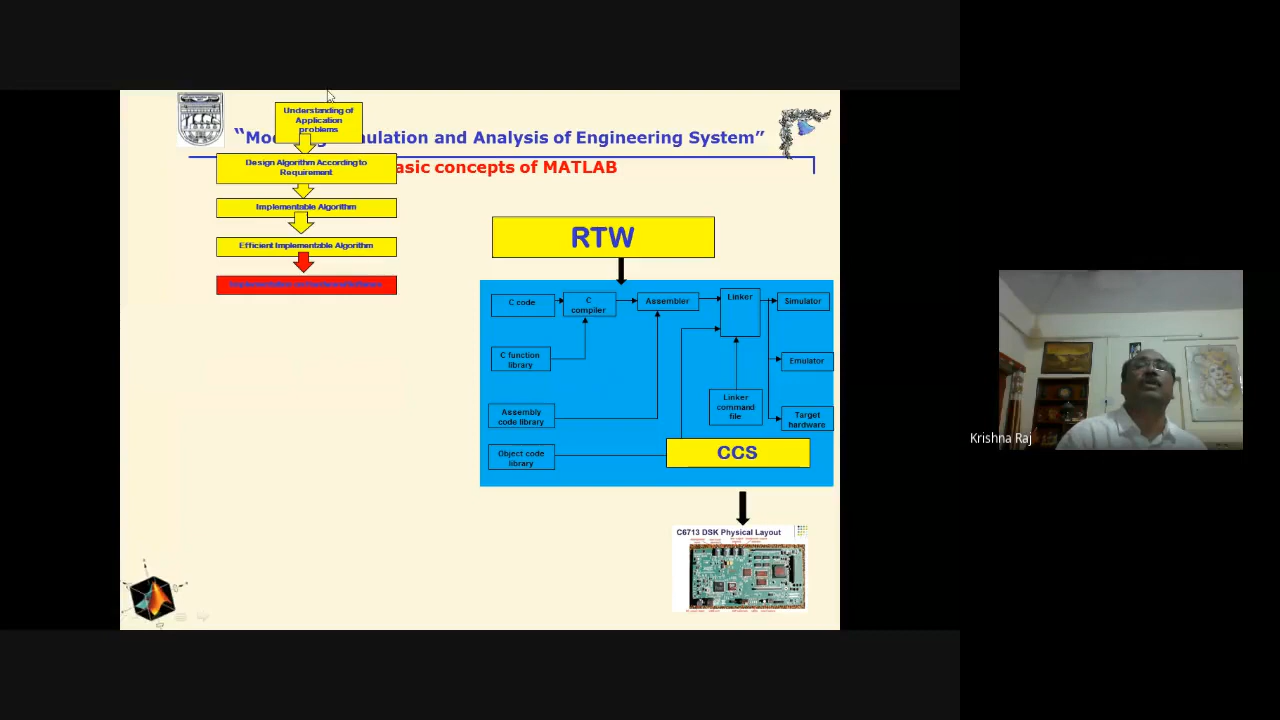 Understanding of
Application
problems
“Mo ulation and Analysis of Engineering System”
asic concepts of MATLAB
Design Algorithm According to
Requirement
Implementable Algorithm
Efficient Implementable Algorithm
RTW
C code
C
compiler
Assembler
Linker
Simulator
C function
library
Emulator
Assembly
code library
Linker
command
file
Target
hardware
Object code
library
CCS
C6713 DSK Physical Layout
Krishna Raj